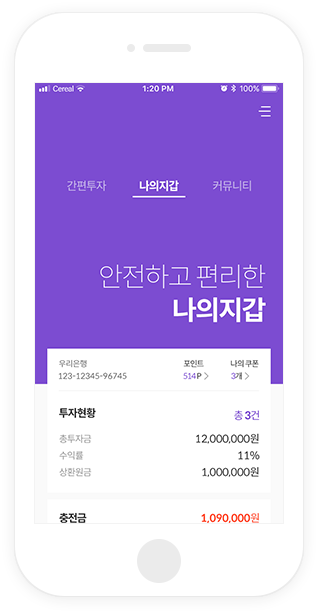 Cereal 1:20 PM 100%
간편투자 나의지갑 커뮤니티
안전하고 편리한
나의지갑
우리은행 포인트 나의 쿠폰
123-12345-96745 514P 3개
투자현황 총 3건
총투자금 12,000,000원
수익률 11%
상환원금 1,000,000원
충전금 1,090,000원